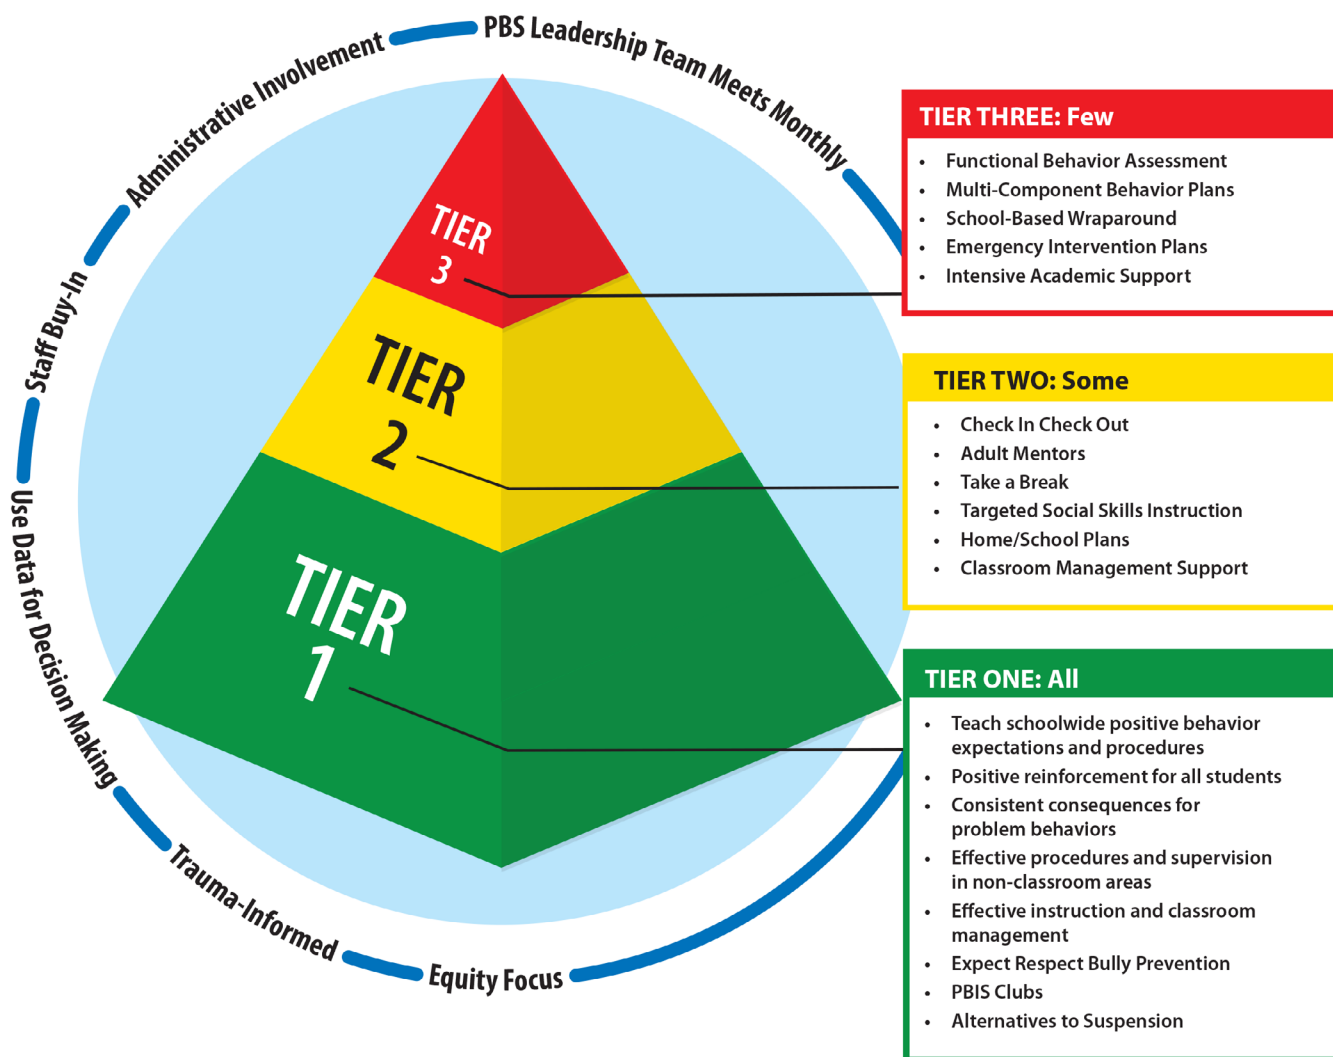 PBS Leadership Team Meets Monthly
Administrative Involvement
Staff Buy-In
Use Data for Decision Making
Trauma-Informed
Equity Focus
TIER
3
TIER
2
TIER
1
TIER THREE: Few
• Functional Behavior Assessment
• Multi-Component Behavior Plans
• School-Based Wraparound
• Emergency Intervention Plans
• Intensive Academic Support
TIER TWO: Some
• Check In Check Out
• Adult Mentors
• Take a Break
• Targeted Social Skills Instruction
• Home/School Plans
• Classroom Management Support
TIER ONE: All
• Teach schoolwide positive behavior
expectations and procedures
• Positive reinforcement for all students
• Consistent consequences for
problem behaviors
• Effective procedures and supervision
in non-classroom areas
• Effective instruction and classroom
management
• Expect Respect Bully Prevention
• PBIS Clubs
• Alternatives to Suspension